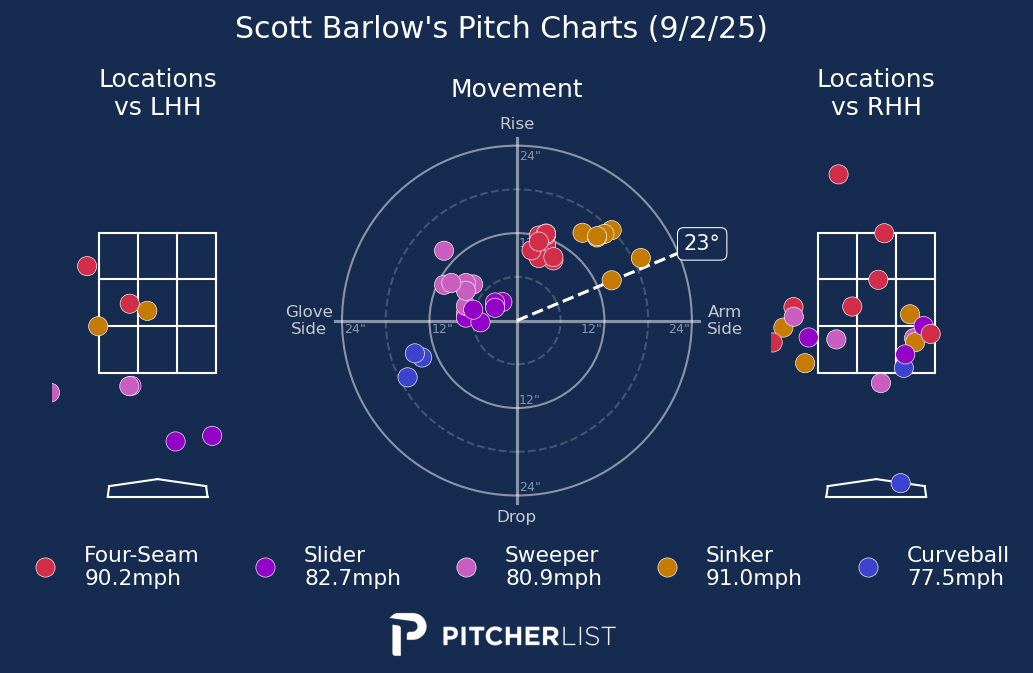 Scott Barlow's Pitch Charts (9/2/25)
Locations
vs LHH
Movement
Locations
vs RHH
Rise
24"
23°
Glove
Side
24"
12"
12"
24"
Arm
Side
12"
24"
Drop
Four-Seam
90.2mph
Slider
82.7mph
Sweeper
80.9mph
Sinker
91.0mph
Curveball
77.5mph
PITCHERLIST